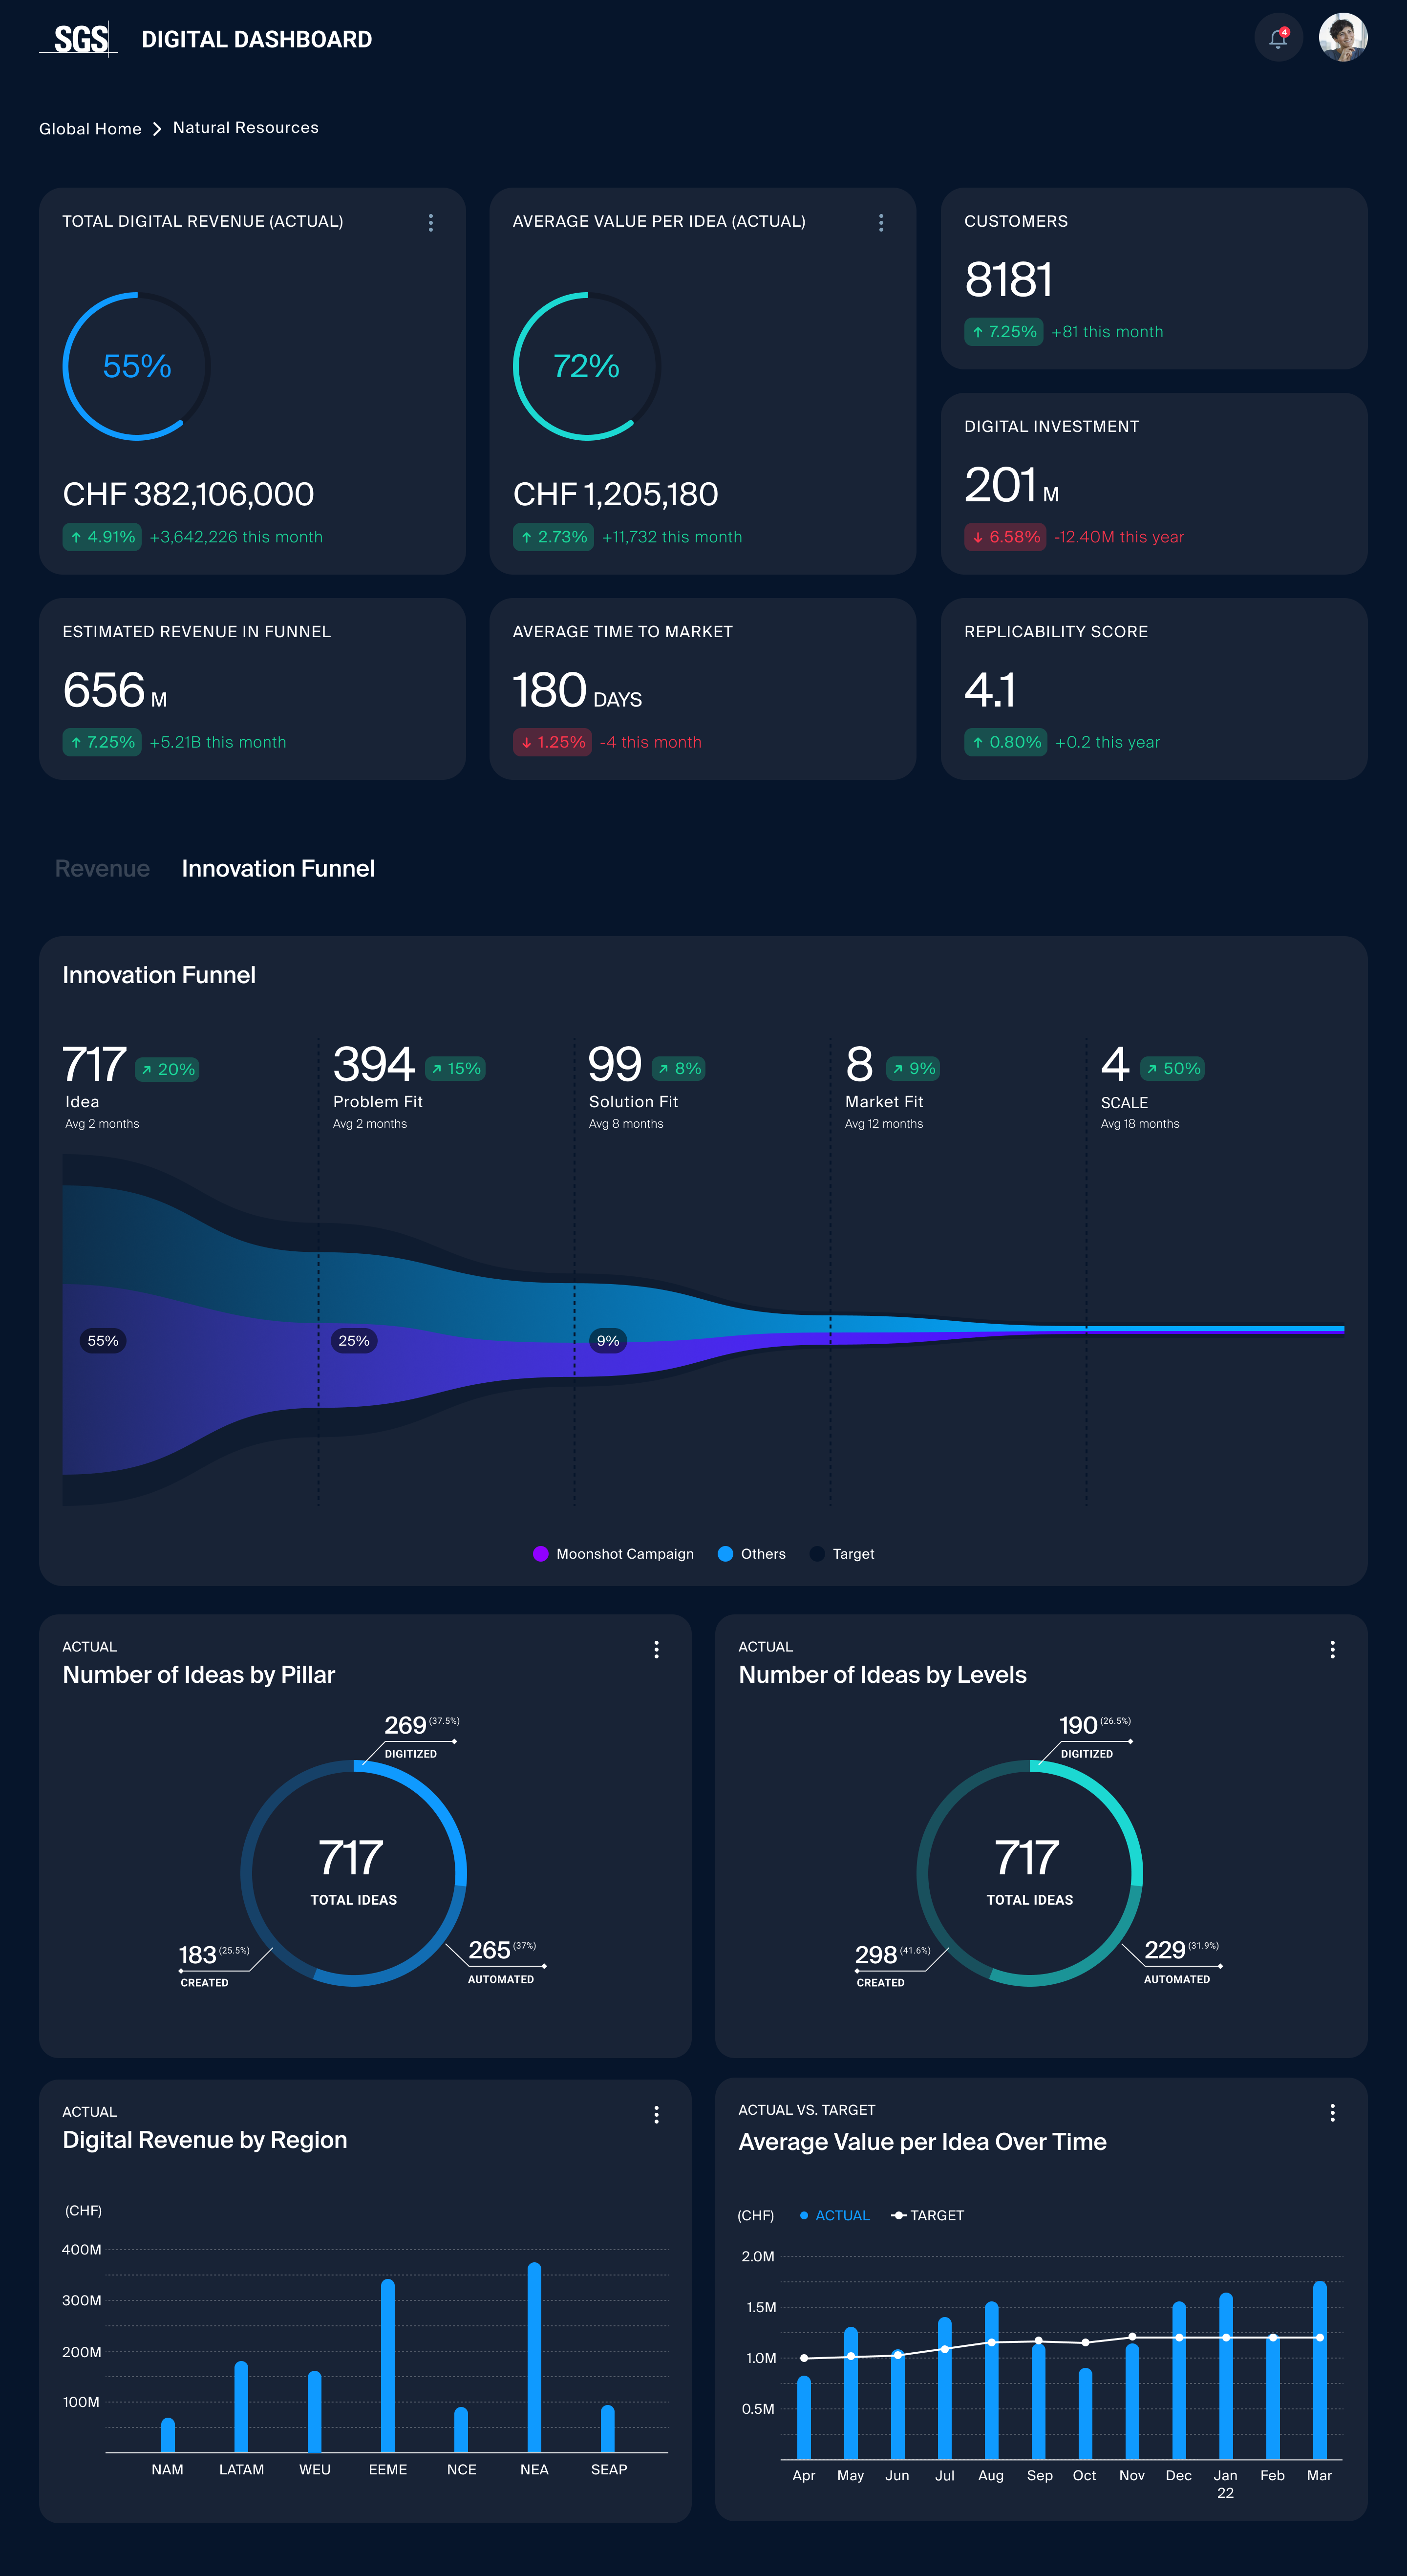 SGS DIGITAL DASHBOARD
4
Global Home > Natural Resources
TOTAL DIGITAL REVENUE (ACTUAL)
55%
CHF 382,106,000
↑ 4.91% +3,642,226 this month
AVERAGE VALUE PER IDEA (ACTUAL)
72%
CHF 1,205,180
↑ 2.73% +11,732 this month
CUSTOMERS
8181
↑ 7.25% +81 this month
DIGITAL INVESTMENT
201 M
↓ 6.58% -12.40M this year
ESTIMATED REVENUE IN FUNNEL
656 M
↑ 7.25% +5.21B this month
AVERAGE TIME TO MARKET
180 DAYS
↓ 1.25% -4 this month
REPLICABILITY SCORE
4.1
↑ 0.80% +0.2 this year
Revenue Innovation Funnel
Innovation Funnel
717 ↗ 20%
Idea
Avg 2 months
394 ↗ 15%
Problem Fit
Avg 2 months
99 ↗ 8%
Solution Fit
Avg 8 months
8 ↗ 9%
Market Fit
Avg 12 months
4 ↗ 50%
SCALE
Avg 18 months
55% 25% 9%
Moonshot Campaign Others Target
ACTUAL
Number of Ideas by Pillar
269 (37.5%)
DIGITIZED
717
TOTAL IDEAS
183 (25.5%)
CREATED
265 (37%)
AUTOMATED
ACTUAL
Number of Ideas by Levels
190 (26.5%)
DIGITIZED
717
TOTAL IDEAS
298 (41.6%)
CREATED
229 (31.9%)
AUTOMATED
ACTUAL
Digital Revenue by Region
(CHF)
400M
300M
200M
100M
NAM LATAM WEU EEME NCE NEA SEAP
ACTUAL VS. TARGET
Average Value per Idea Over Time
(CHF) ACTUAL TARGET
2.0M
1.5M
1.0M
0.5M
Apr May Jun Jul Aug Sep Oct Nov Dec Jan Feb Mar
22